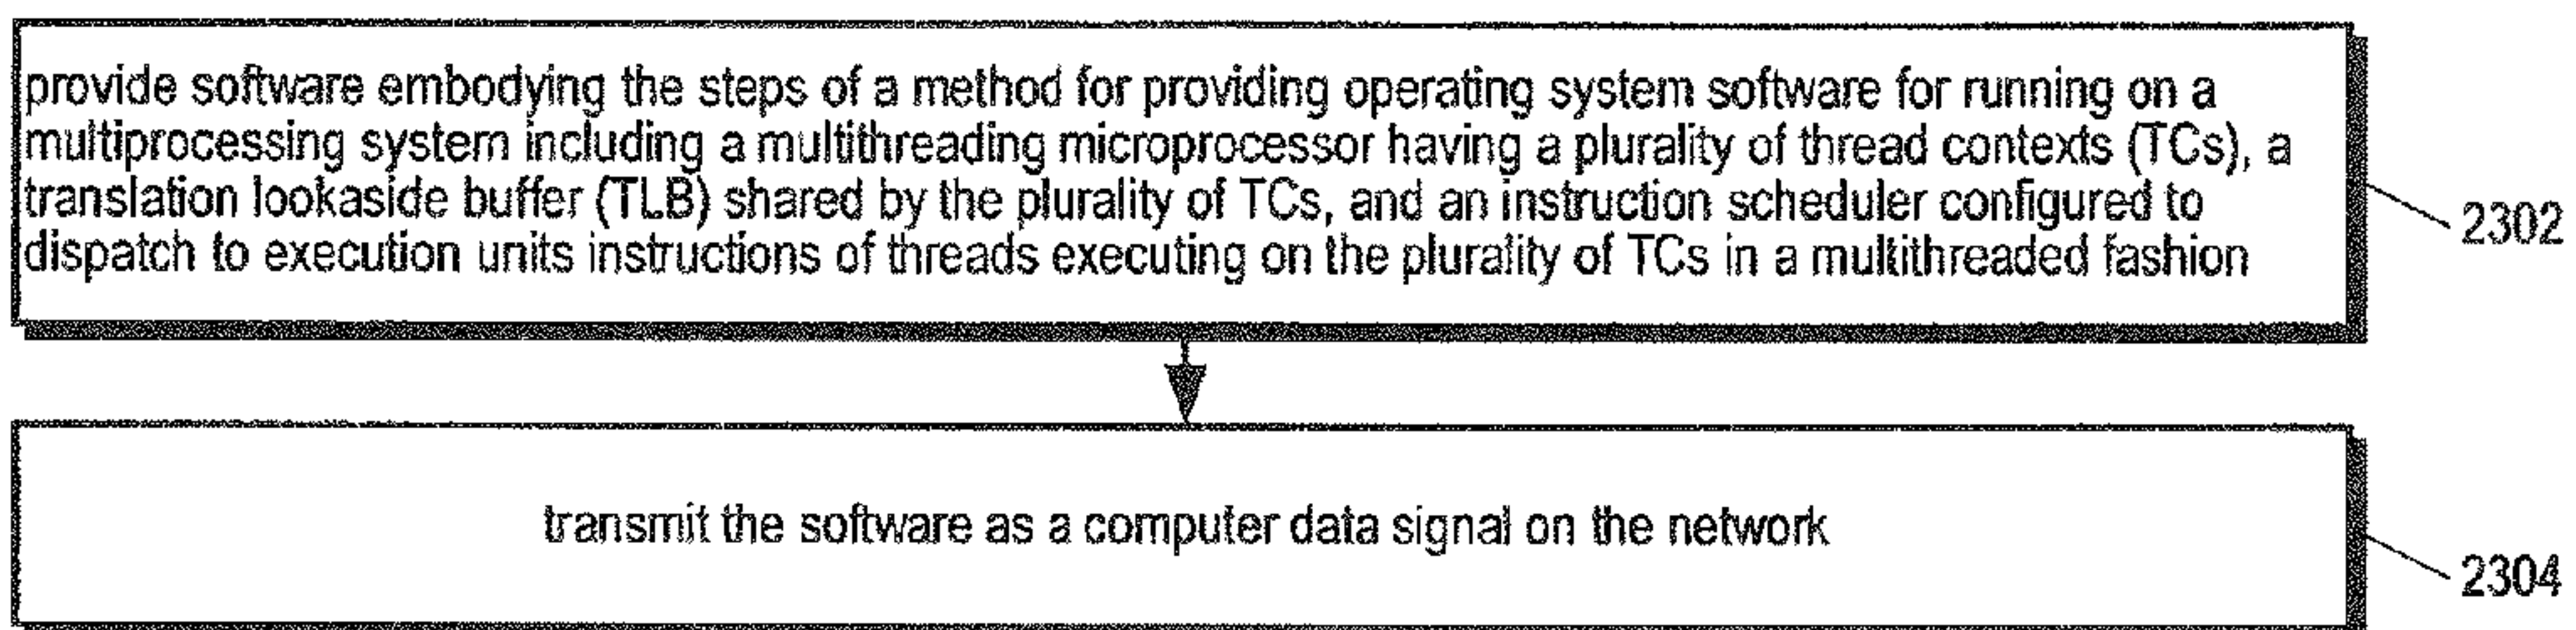 provide software embodying the steps of a method for providing operating system software for running on a
multiprocessing system including a multithreading microprocessor having a plurality of thread contexts (TCs), a
translation lookaside buffer (TLB) shared by the plurality of TCs, and an instruction scheduler configured to
dispatch to execution units instructions of threads executing on the plurality of TCs in a multithreaded fashion
2302
transmit the software as a computer data signal on the network
2304